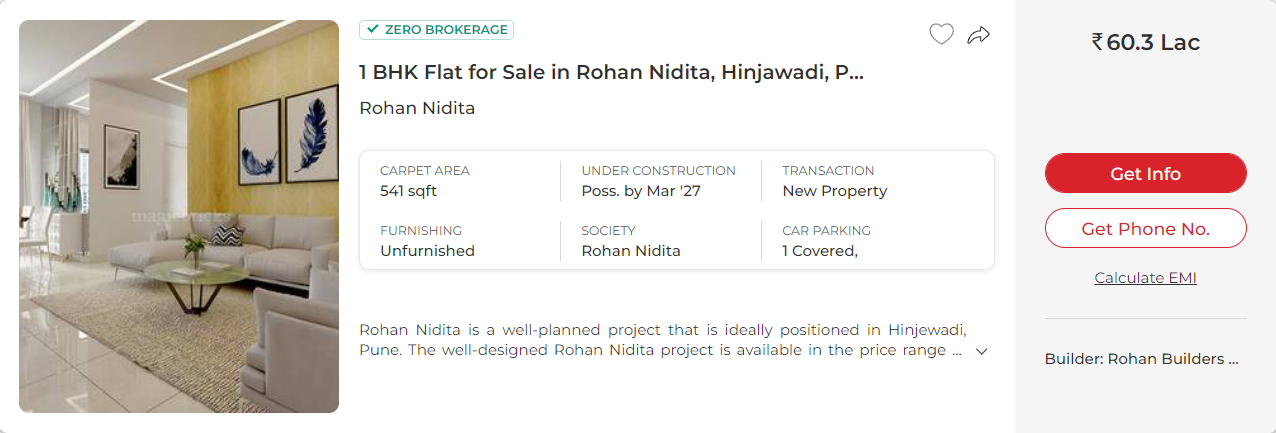 ZERO BROKERAGE
1 BHK Flat for Sale in Rohan Nidita, Hinjawadi, P...
Rohan Nidita
CARPET AREA
541 sqft
UNDER CONSTRUCTION
Poss. by Mar '27
TRANSACTION
New Property
FURNISHING
Unfurnished
SOCIETY
Rohan Nidita
CAR PARKING
1 Covered,
Rohan Nidita is a well-planned project that is ideally positioned in Hinjewadi,
Pune. The well-designed Rohan Nidita project is available in the price range ...
₹60.3 Lac
Get Info
Get Phone No.
Calculate EMI
Builder: Rohan Builders ...
magicbricks